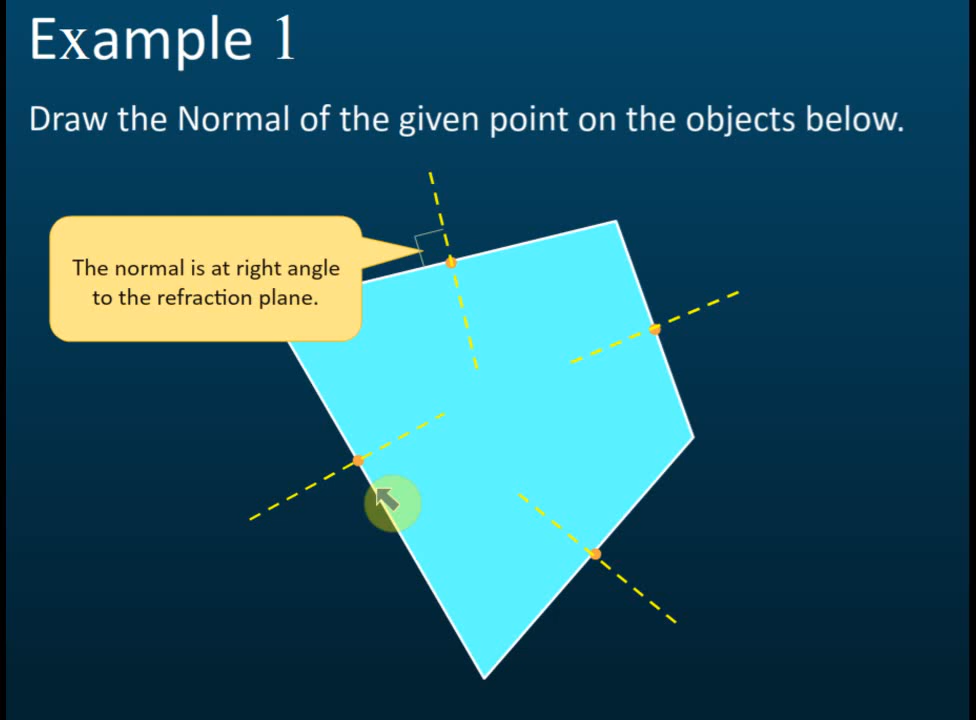 Example 1
Draw the Normal of the given point on the objects below.
The normal is at right angle
to the refraction plane.